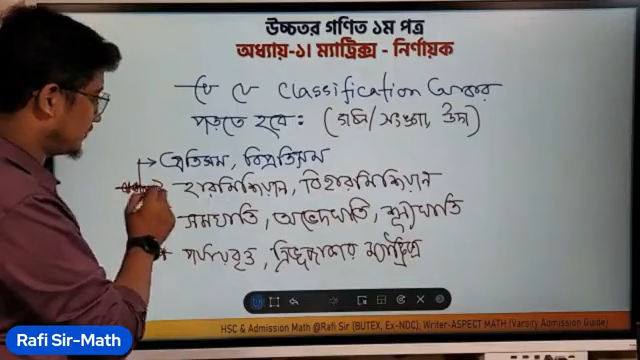 উচ্চতর গণিত ১ম পত্র
অধ্যায়-১। ম্যাট্রিক্স - নির্ণায়ক
যে যে Classification আবার
পড়তে হবে: (গঠন/সংজ্ঞা, উদা)
→ প্রতিসম, বিপ্রতিসম
→ হারমিশিয়ান, বিহারমিশিয়ান
সমঘাতি, অভেদঘাতি, শূন্যঘাতি
পর্যাবৃত্ত, ত্রিভুজাকার ম্যাট্রিক্স
HSC & Admission Math @Rafi Sir (BUTEX, Ex-NDC); Writer-ASPECT MATH (Varsity Admission Guide)
Rafi Sir-Math